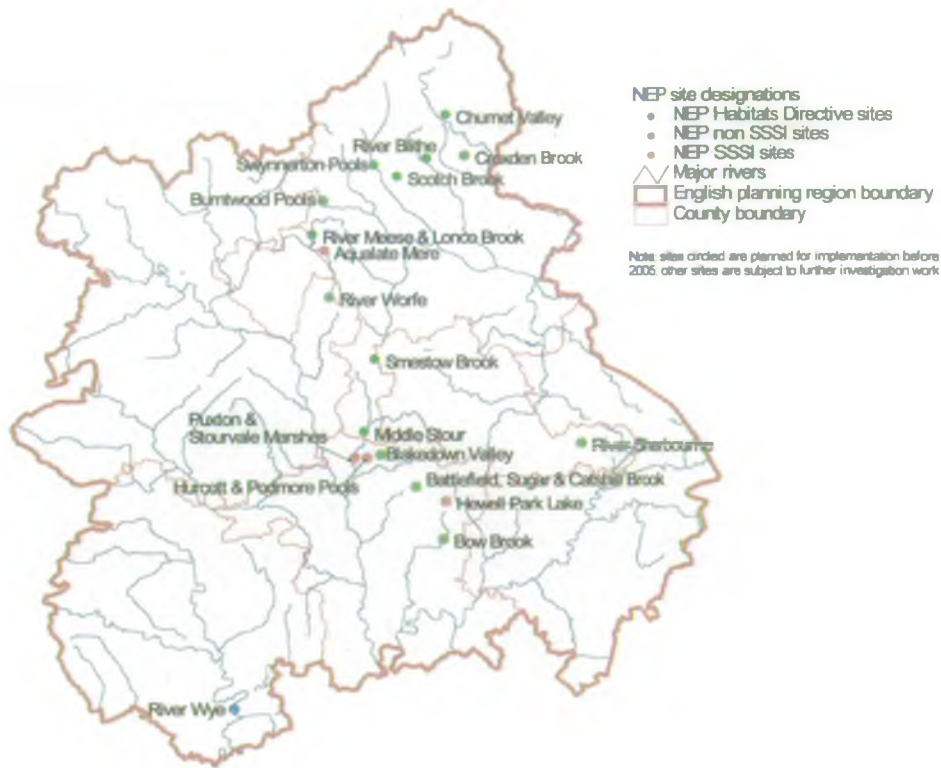 NEP site designations
NEP Habitats Directive sites
NEP non SSSI sites
NEP SSSI sites
Major rivers
English planning region boundary
County boundary
Note: sites circled are planned for implementation before
2005, other sites are subject to further investigation work
Churnet Valley
River Blithe
Croxden Brook
Swynnerton Pools
Scotch Brook
Burntwood Pools
River Meese & Lonco Brook
Aqualate Mere
River Worfe
Smestow Brook
Puxton &
Stourvale Marshes
Middle Stour
River Sherbourne
Blakedown Valley
Hurcott & Podmore Pools
Battlefield, Sugar & Catshill Brook
Hewell Park Lake
Bow Brook
River Wye